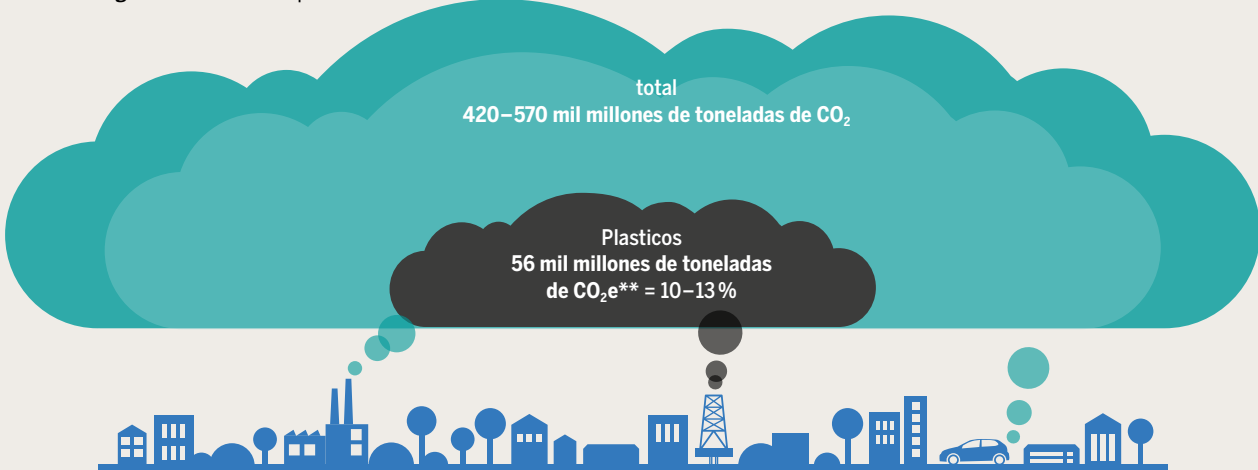 total
420–570 mil millones de toneladas de CO₂
Plasticos
56 mil millones de toneladas
de CO₂e** = 10–13 %